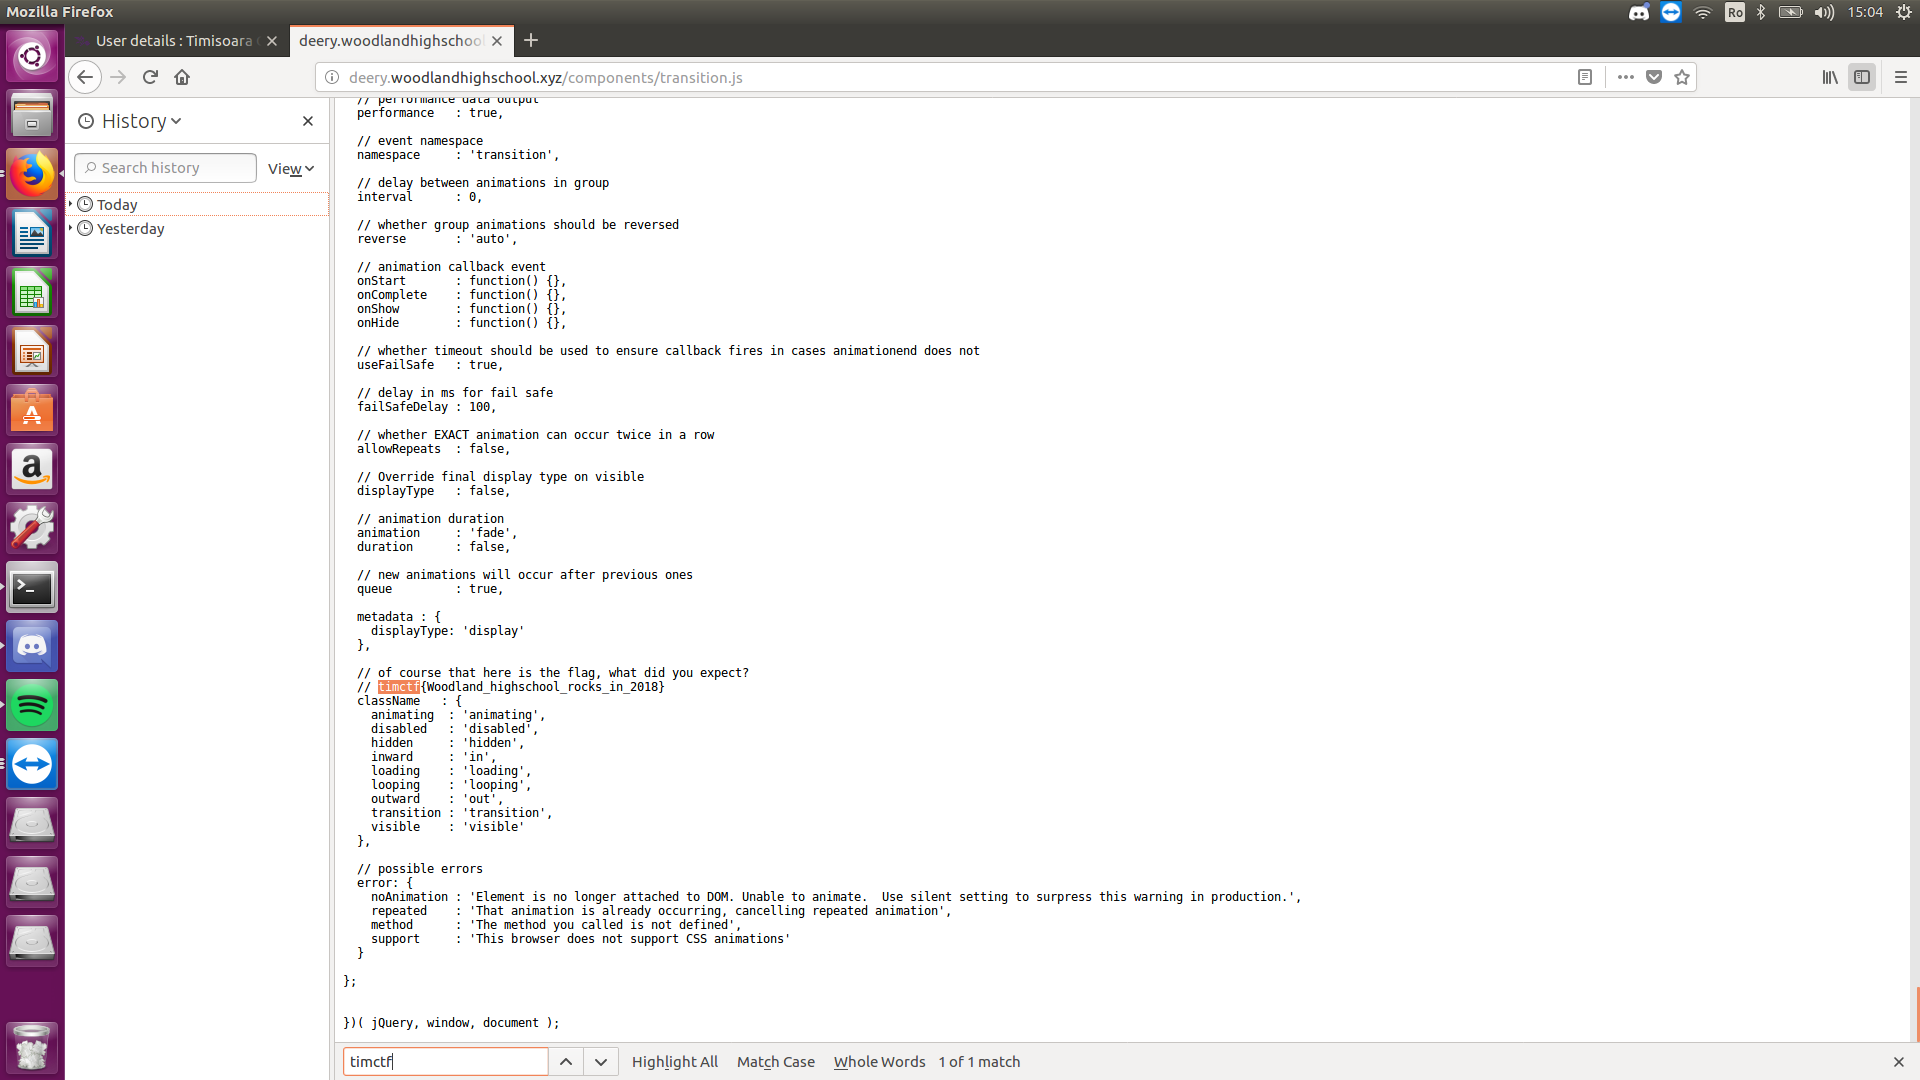 Mozilla Firefox
Ro
15:04
User details : Timisoara
deery.woodlandhighschool
deery.woodlandhighschool.xyz/components/transition.js
History
Search history
View
Today
Yesterday
// performance data output
performance   : true,
// event namespace
namespace     : 'transition',
// delay between animations in group
interval      : 0,
// whether group animations should be reversed
reverse       : 'auto',
// animation callback event
onStart       : function() {},
onComplete    : function() {},
onShow        : function() {},
onHide        : function() {},
// whether timeout should be used to ensure callback fires in cases animationend does not
useFailSafe   : true,
// delay in ms for fail safe
failSafeDelay : 100,
// whether EXACT animation can occur twice in a row
allowRepeats  : false,
// Override final display type on visible
displayType   : false,
// animation duration
animation     : 'fade',
duration      : false,
// new animations will occur after previous ones
queue         : true,
metadata : {
displayType: 'display'
},
// of course that here is the flag, what did you expect?
// timctf{Woodland_highschool_rocks_in_2018}
className   : {
animating  : 'animating',
disabled   : 'disabled',
hidden     : 'hidden',
inward     : 'in',
loading    : 'loading',
looping    : 'looping',
outward    : 'out',
transition : 'transition',
visible    : 'visible'
},
// possible errors
error: {
noAnimation : 'Element is no longer attached to DOM. Unable to animate.  Use silent setting to surpress this warning in production.',
repeated    : 'That animation is already occurring, cancelling repeated animation',
method      : 'The method you called is not defined',
support     : 'This browser does not support CSS animations'
}
};
})( jQuery, window, document );
timctf
Highlight All
Match Case
Whole Words
1 of 1 match